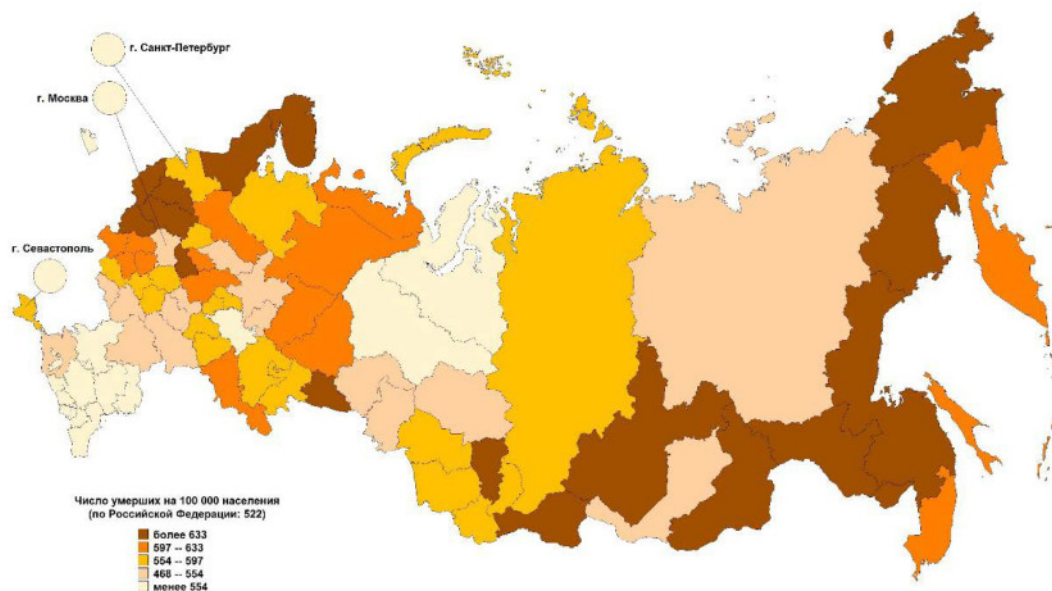 г. Санкт-Петербург
г. Москва
г. Севастополь
Число умерших на 100 000 населения
(по Российской Федерации: 522)
более 633
597 -- 633
554 -- 597
468 -- 554
менее 554